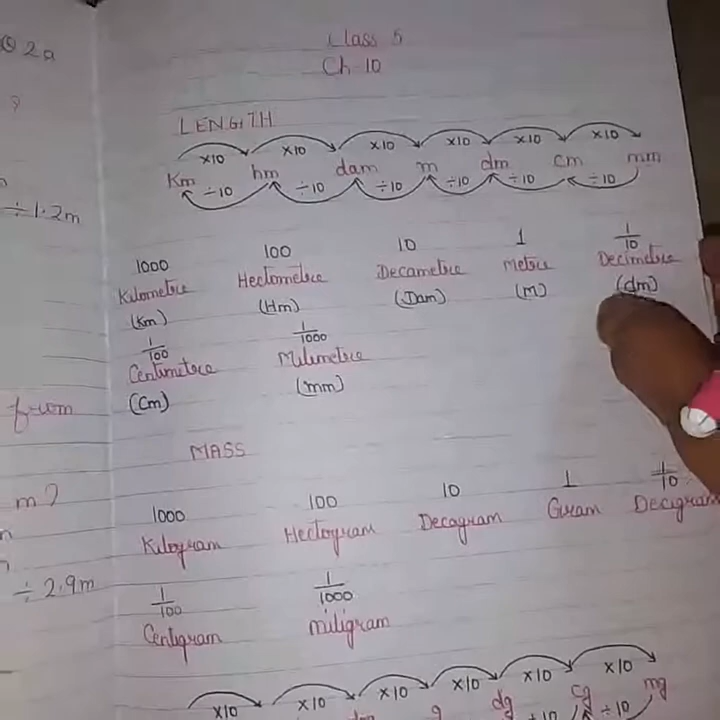 Q 2a
?
÷1.2m
from
m?
÷ 2.9m
Class 5
Ch-10
LENGTH
×10 ×10 ×10 ×10 ×10 ×10
Km hm dam m dm cm mm
÷10 ÷10 ÷10 ÷10 ÷10 ÷10
1000 100 10 1 1/10
Kilometre Hectometre Decametre Metre Decimetre
(Km) (Hm) (Dam) (M) (dm)
1/100 1/1000
Centimetre Milimetre
(Cm) (mm)
MASS
1000 100 10 1 1/10
Kilogram Hectogram Decagram Gram Decigram
1/100 1/1000
Centigram miligram
×10 ×10 ×10 ×10 ×10 ×10
g dg cg mg
÷10 ÷10